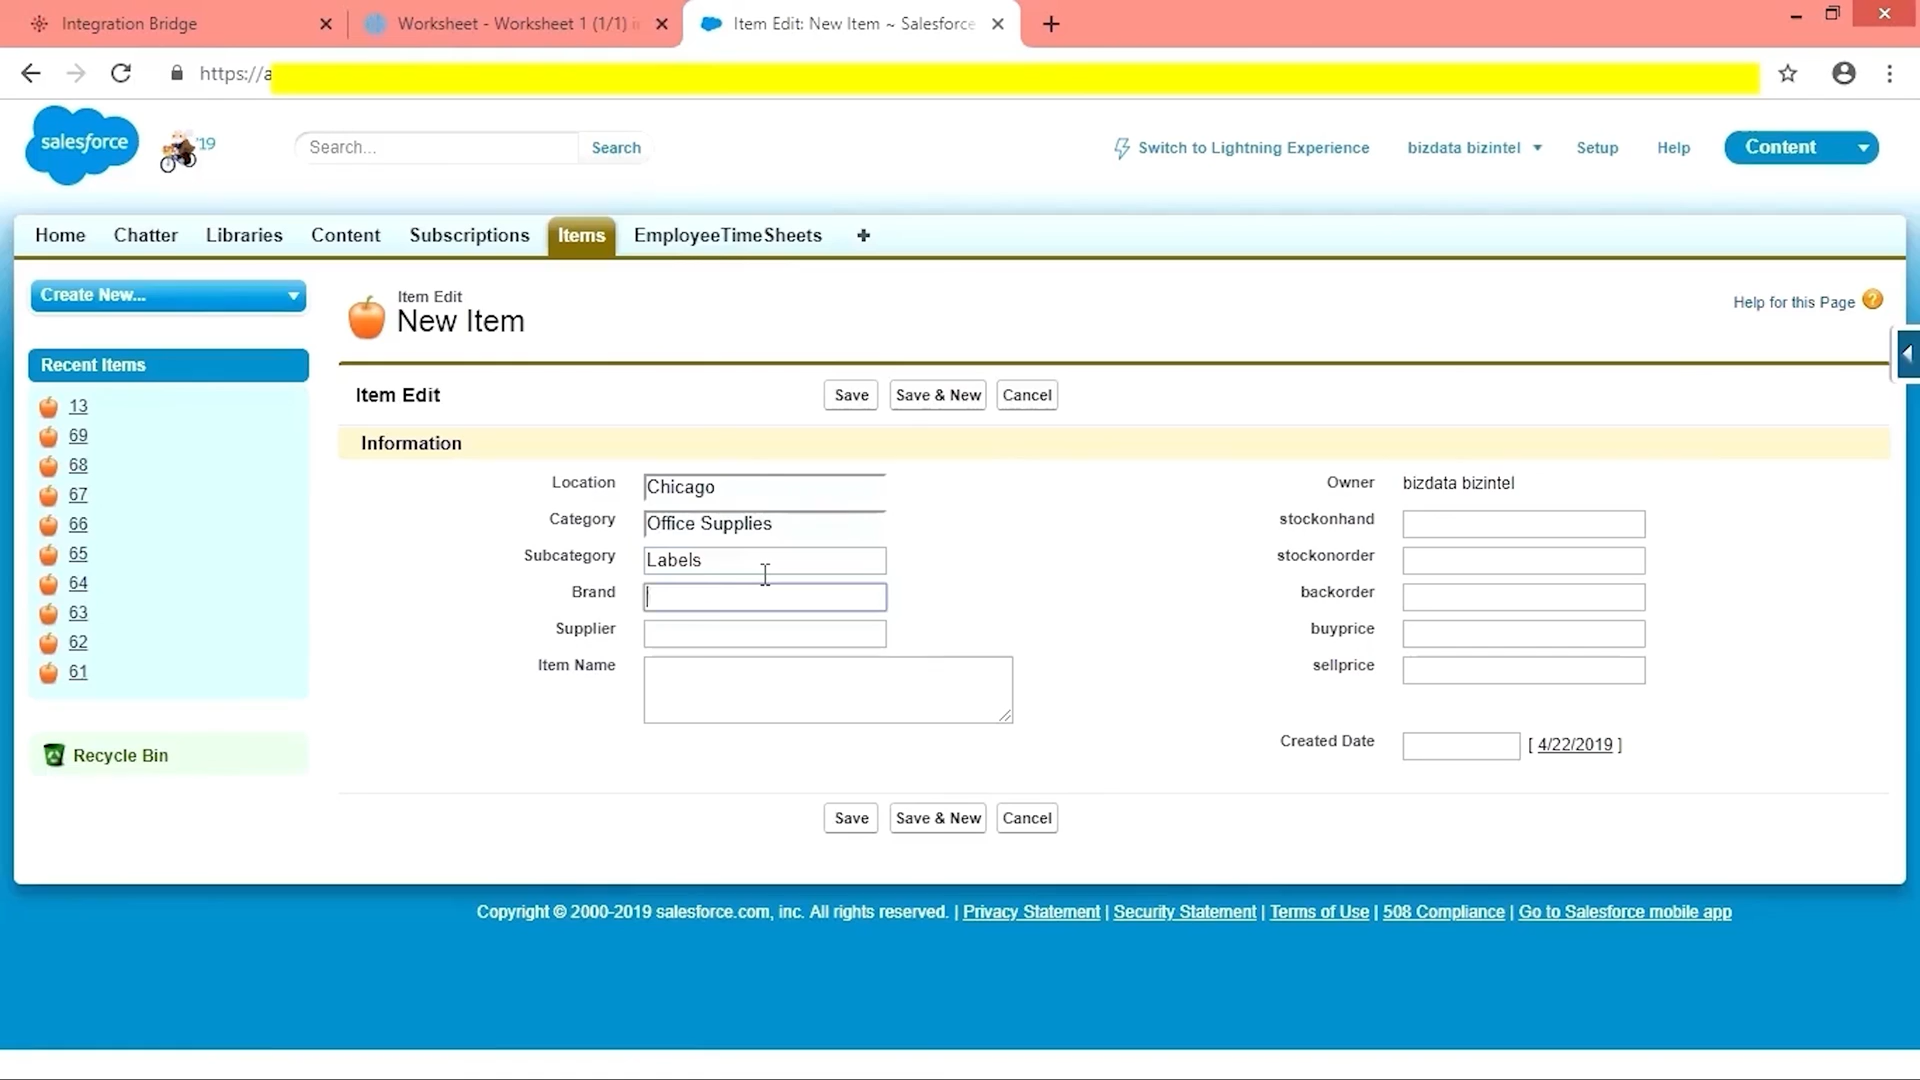 Integration Bridge
Worksheet - Worksheet 1 (1/1) i
Item Edit: New Item ~ Salesforce
https://a
salesforce
'19
Search...
Search
Switch to Lightning Experience
bizdata bizintel
Setup
Help
Content
Home
Chatter
Libraries
Content
Subscriptions
Items
EmployeeTimeSheets
Create New...
Recent Items
13
69
68
67
66
65
64
63
62
61
Recycle Bin
Item Edit
New Item
Help for this Page
Item Edit
Save
Save & New
Cancel
Information
Location
Chicago
Owner
bizdata bizintel
Category
Office Supplies
stockonhand
Subcategory
Labels
stockonorder
Brand
backorder
Supplier
buyprice
Item Name
sellprice
Created Date
[ 4/22/2019 ]
Save
Save & New
Cancel
Copyright © 2000-2019 salesforce.com, inc. All rights reserved. | Privacy Statement | Security Statement | Terms of Use | 508 Compliance | Go to Salesforce mobile app